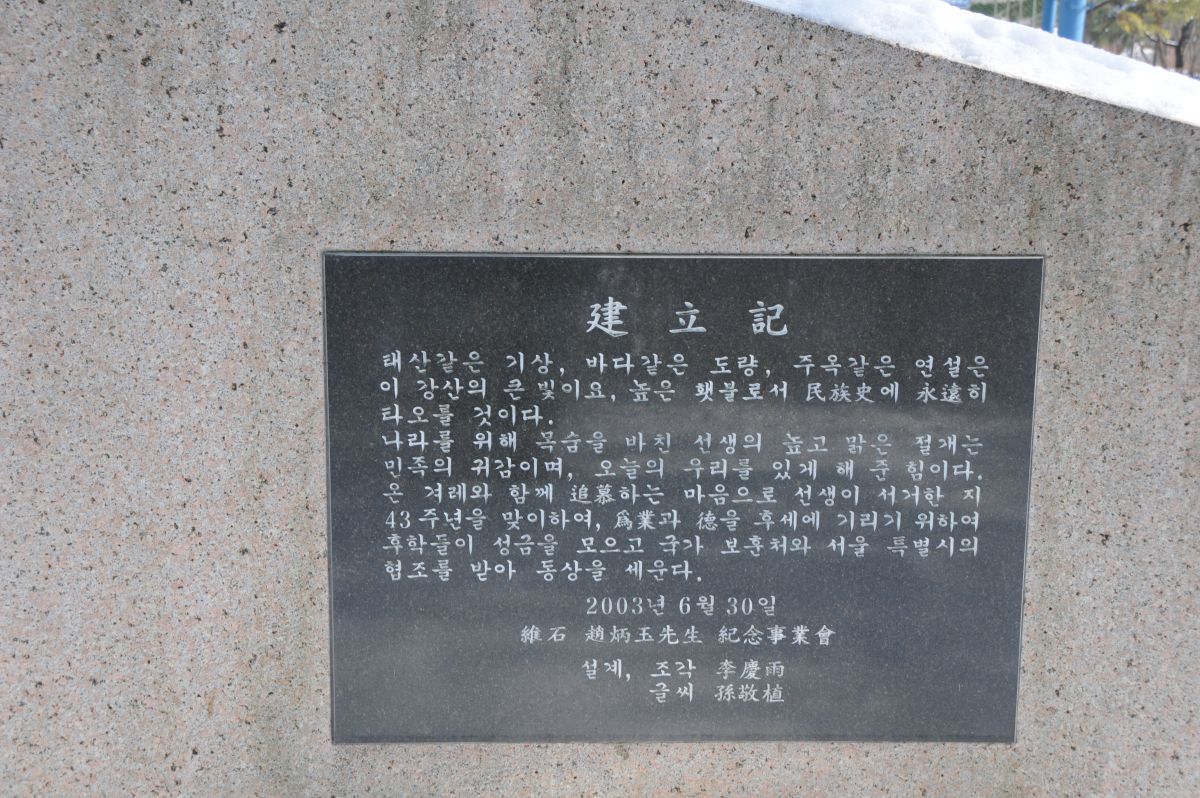 建立記
태산같은 기상, 바다같은 도량, 주옥같은 연설은
이 강산의 큰 빛이요, 높은 횃불로서 民族史에 永遠히
타오를 것이다.
나라를 위해 목숨을 바친 선생의 높고 맑은 절개는
민족의 귀감이며, 오늘의 우리를 있게 해 준 힘이다.
온 겨레와 함께 追慕하는 마음으로 선생이 서거한 지
43주년을 맞이하여, 爲業과 德을 후세에 기리기 위하여
후학들이 성금을 모으고 국가 보훈처와 서울 특별시의
협조를 받아 동상을 세운다.
2003년 6월 30일
維石 趙炳玉先生 紀念事業會
설계, 조각 李慶雨
글씨 孫敬植